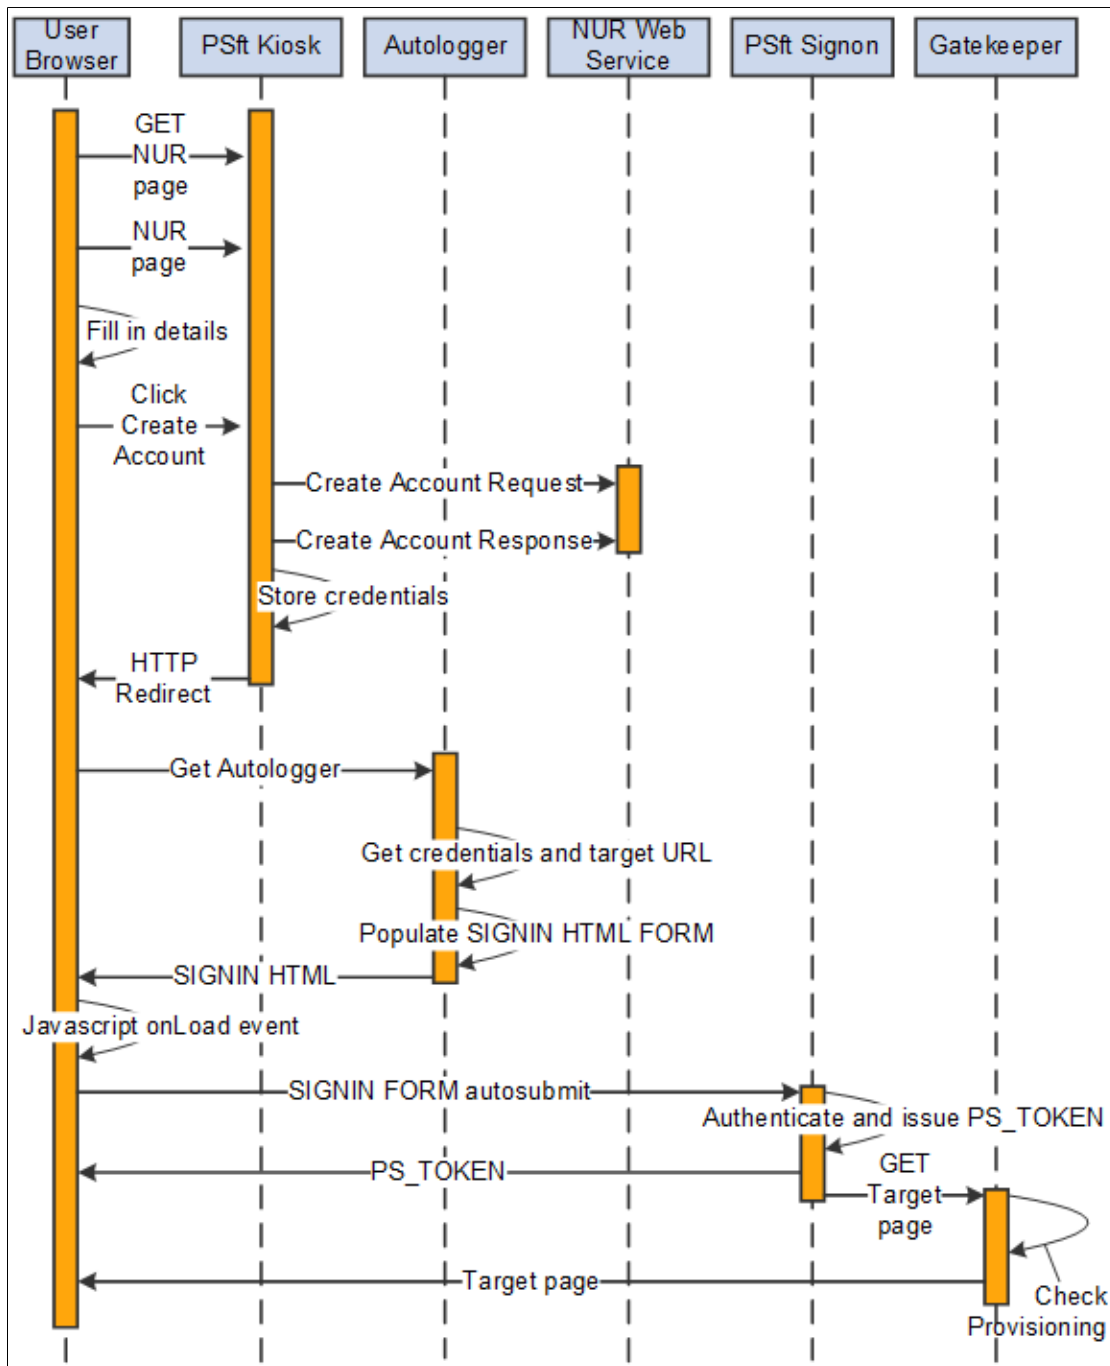 User
Browser
PSft Kiosk
Autologger
NUR Web
Service
PSft Signon
Gatekeeper
GET
NUR
page
NUR
page
Fill in details
Click
Create
Account
Create Account Request
Create Account Response
Store credentials
HTTP
Redirect
Get Autologger
Get credentials and target URL
Populate SIGNIN HTML FORM
SIGNIN HTML
Javascript onLoad event
SIGNIN FORM autosubmit
Authenticate and issue PS_TOKEN
PS_TOKEN
GET
Target
page
Target page
Check
Provisioning